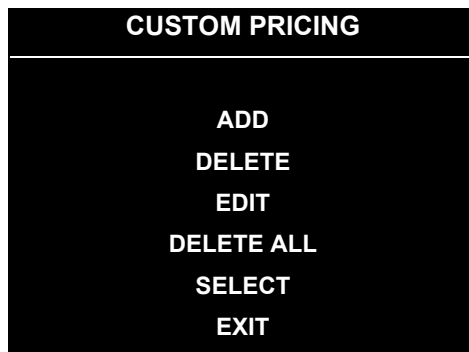 CUSTOM PRICING
ADD
DELETE
EDIT
DELETE ALL
SELECT
EXIT